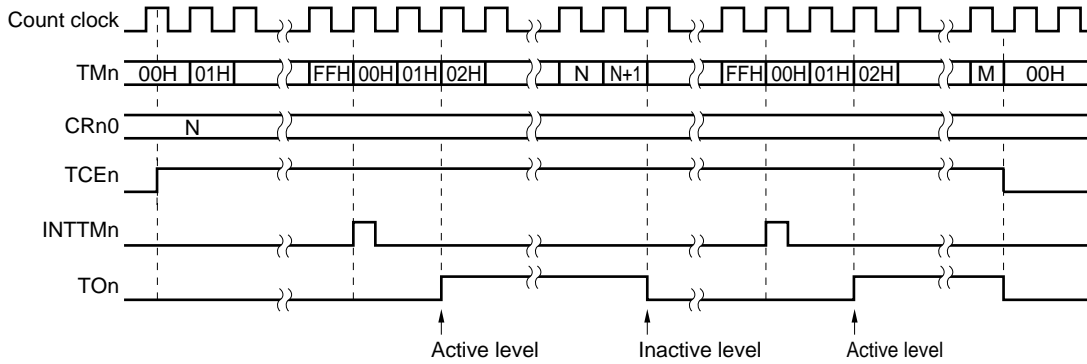 Count clock
TMn 00H 01H FFH 00H 01H 02H N N+1 FFH 00H 01H 02H M 00H
CRn0 N
TCEn
INTTMn
TOn
Active level Inactive level Active level